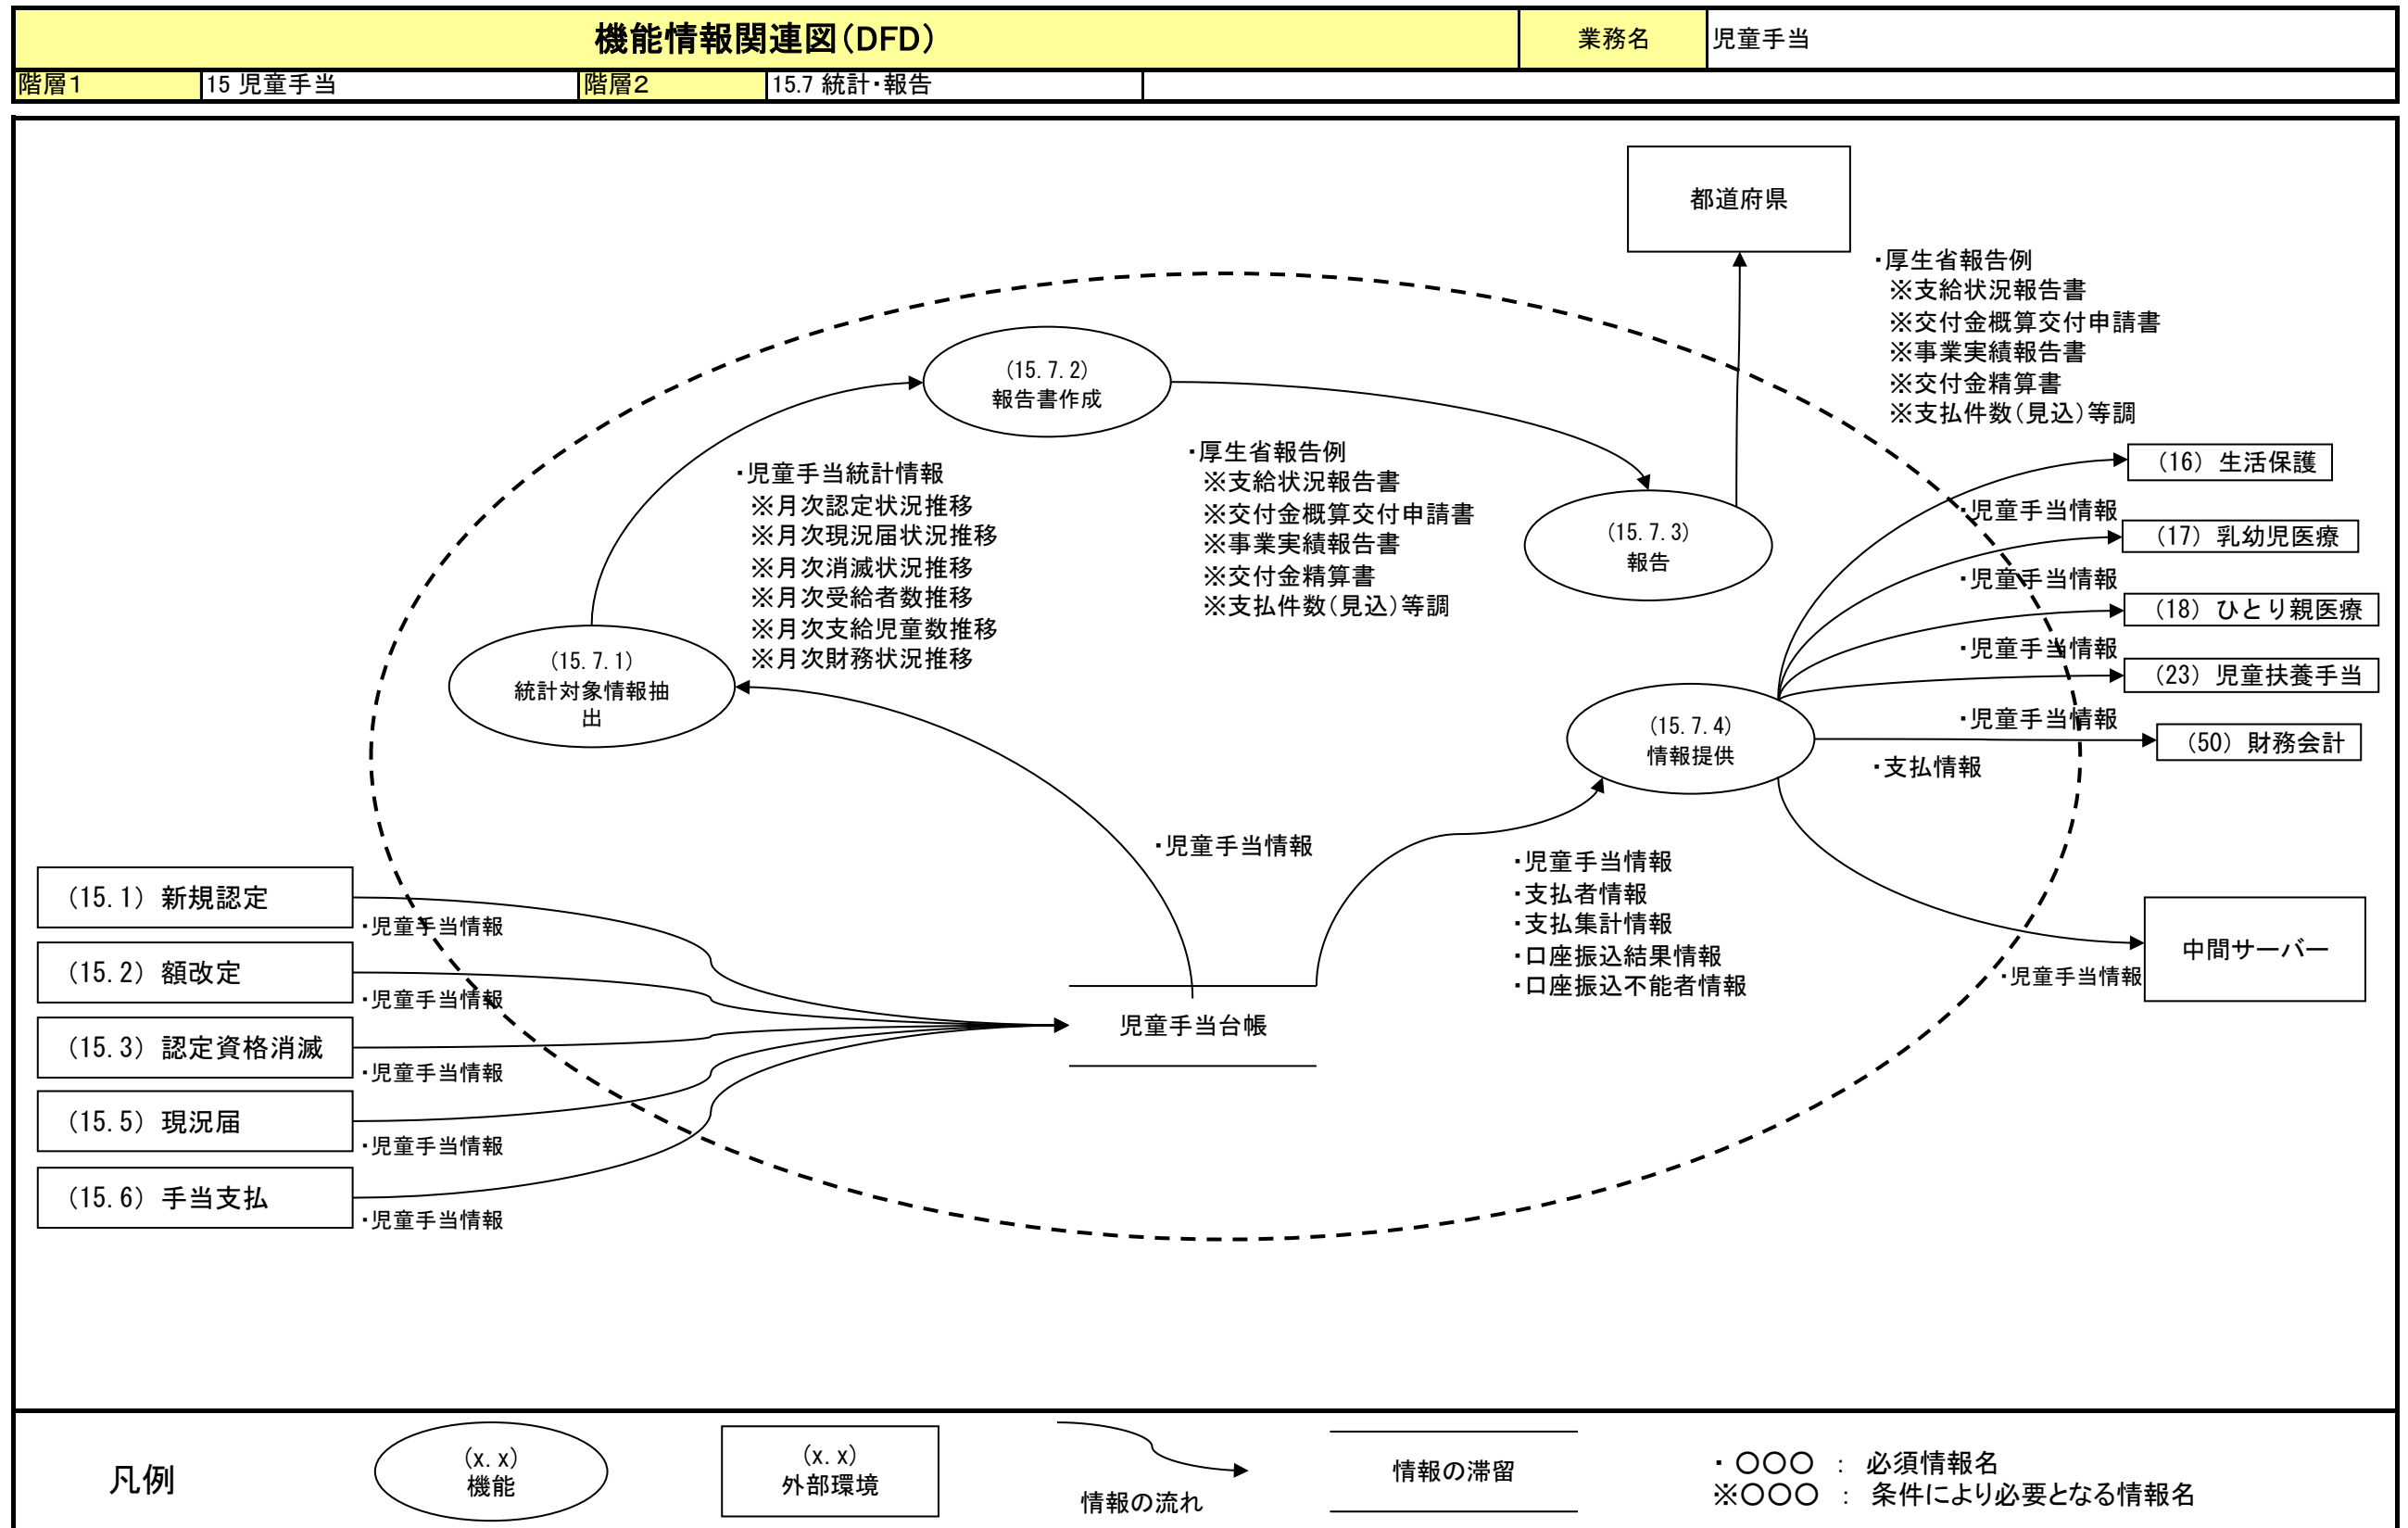 機能情報関連図(DFD)
業務名
児童手当
階層1
15 児童手当
階層2
15.7 統計・報告
都道府県
・厚生省報告例
※支給状況報告書
※交付金概算交付申請書
※事業実績報告書
※交付金精算書
※支払件数(見込)等調
(15.7.2)
報告書作成
・児童手当統計情報
※月次認定状況推移
※月次現況届状況推移
※月次消滅状況推移
※月次受給者数推移
※月次支給児童数推移
※月次財務状況推移
・厚生省報告例
※支給状況報告書
※交付金概算交付申請書
※事業実績報告書
※交付金精算書
※支払件数(見込)等調
(15.7.3)
報告
(16) 生活保護
・児童手当情報
(17) 乳幼児医療
・児童手当情報
(18) ひとり親医療
・児童手当情報
(23) 児童扶養手当
・児童手当情報
(50) 財務会計
・支払情報
(15.7.1)
統計対象情報抽
出
(15.7.4)
情報提供
・児童手当情報
・児童手当情報
・支払者情報
・支払集計情報
・口座振込結果情報
・口座振込不能者情報
中間サーバー
・児童手当情報
(15.1) 新規認定
・児童手当情報
(15.2) 額改定
・児童手当情報
(15.3) 認定資格消滅
・児童手当情報
(15.5) 現況届
・児童手当情報
(15.6) 手当支払
・児童手当情報
児童手当台帳
凡例
(x.x)
機能
(x.x)
外部環境
情報の流れ
情報の滞留
・ 〇〇〇 : 必須情報名
※〇〇〇 : 条件により必要となる情報名